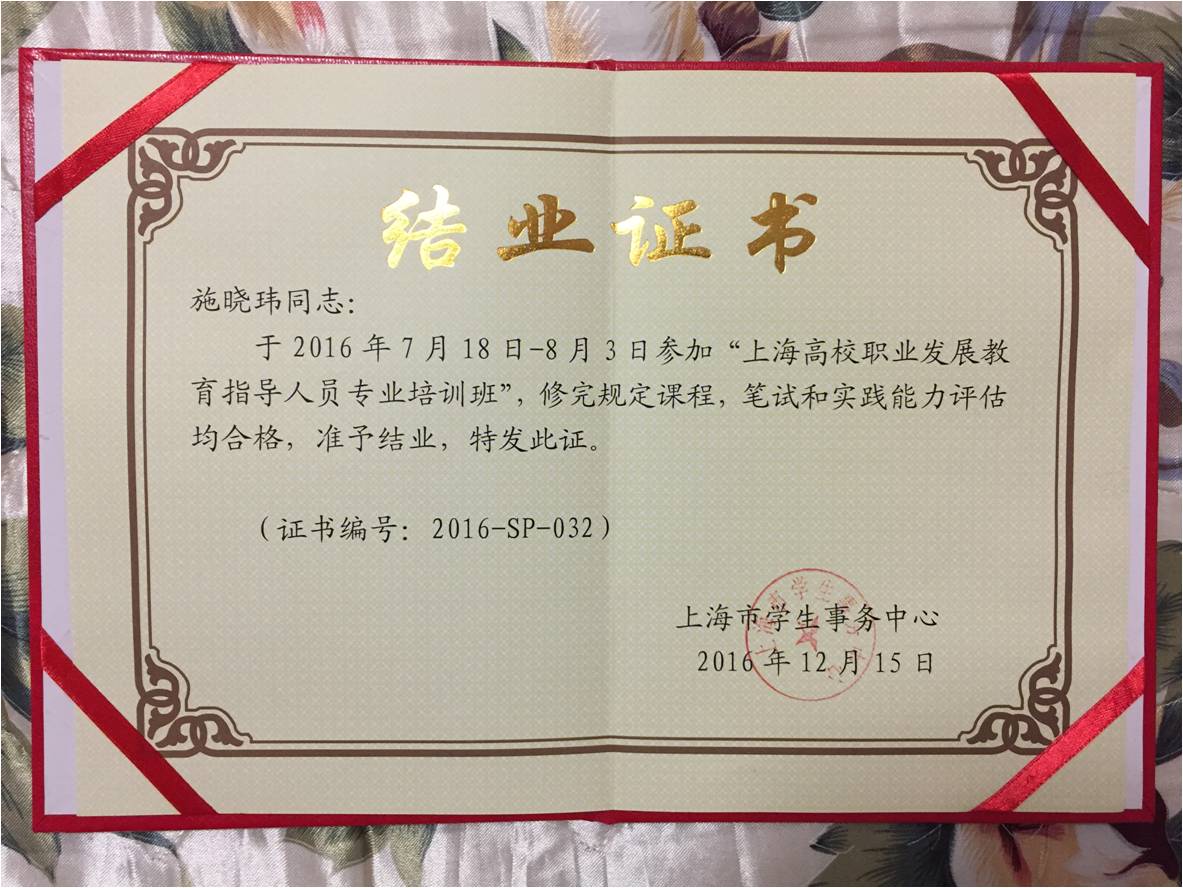 结业证书
施晓玮同志：
于2016年7月18日-8月3日参加“上海高校职业发展教
育指导人员专业培训班”，修完规定课程，笔试和实践能力评估
均合格，准予结业，特发此证。
（证书编号：2016-SP-032）
上海市学生事务中心
2016年12月15日